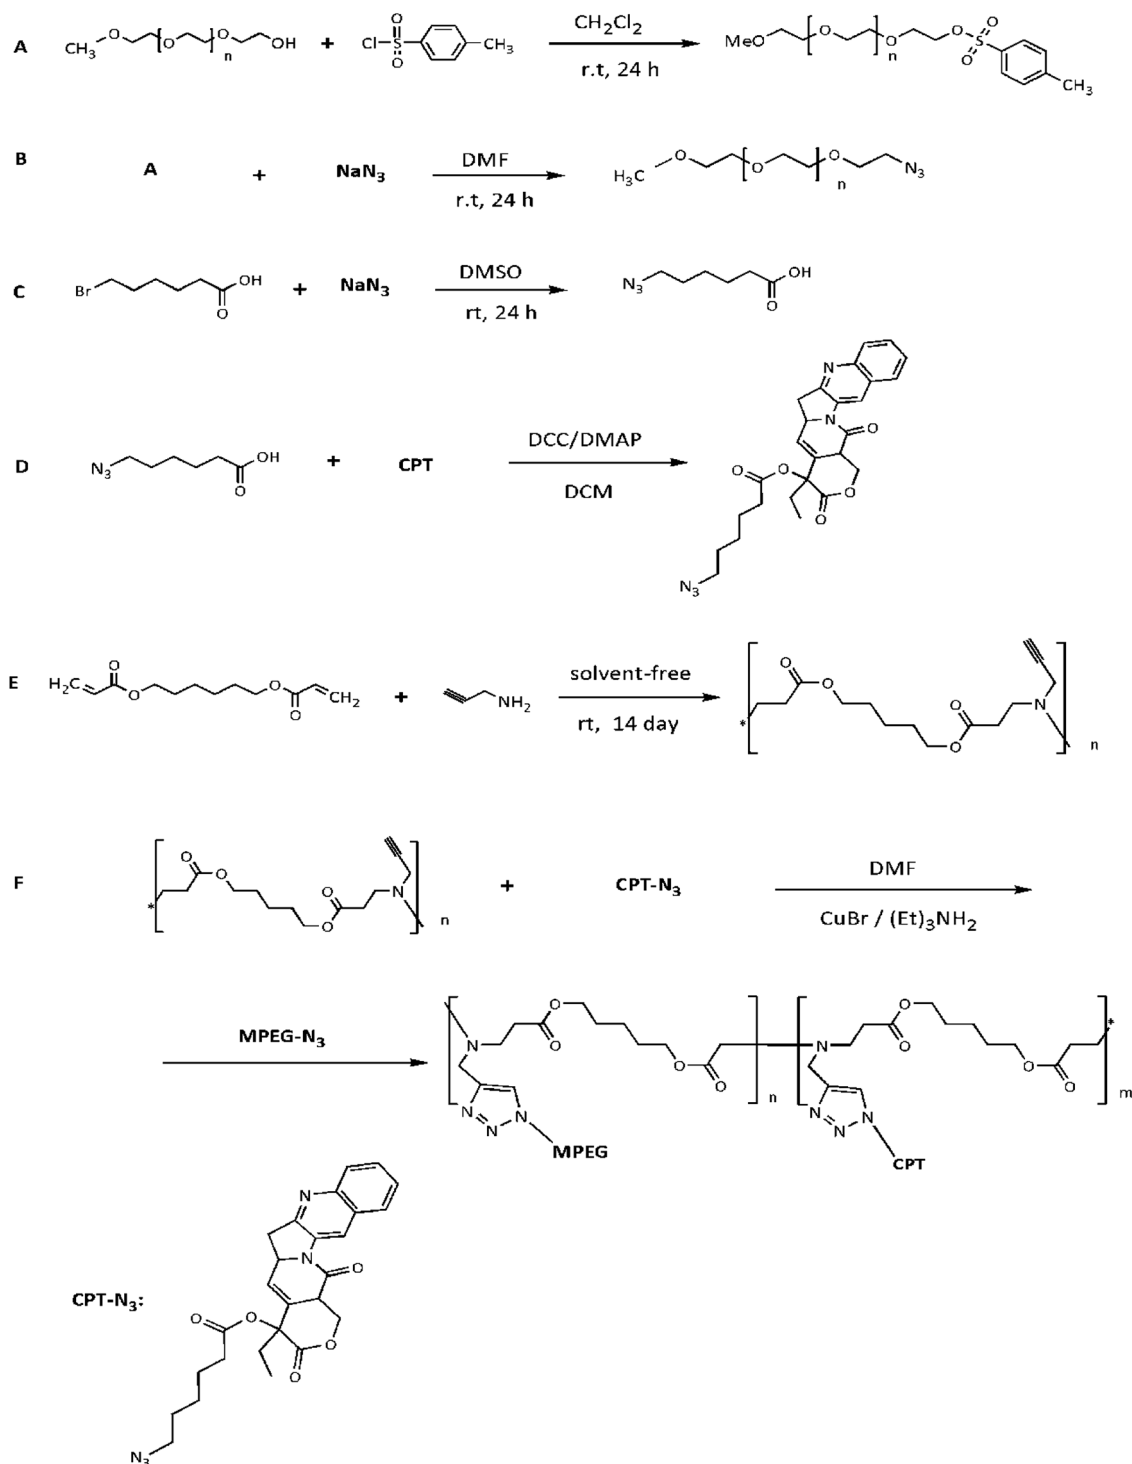 A
CH3 O [ O ]n O OH + Cl S O O CH3 CH2Cl2 r.t, 24 h MeO [ O ]n O O S O O CH3
B
A + NaN3 DMF r.t, 24 h H3C O [ O ]n O N3
C
Br OH O + NaN3 DMSO rt, 24 h N3 OH O
D
N3 OH O + CPT DCC/DMAP DCM N N O O O O O O N3
E
H2C O O O O CH2 + NH2 solvent-free rt, 14 day * [ O O O O N ]n
F
* [ O O O O N ]n + CPT-N3 DMF CuBr / (Et)3NH2
MPEG-N3 [ N O O O O N N N MPEG ]n [ N O O O O N N N CPT ]m *
CPT-N3: N N O O O O O O N3